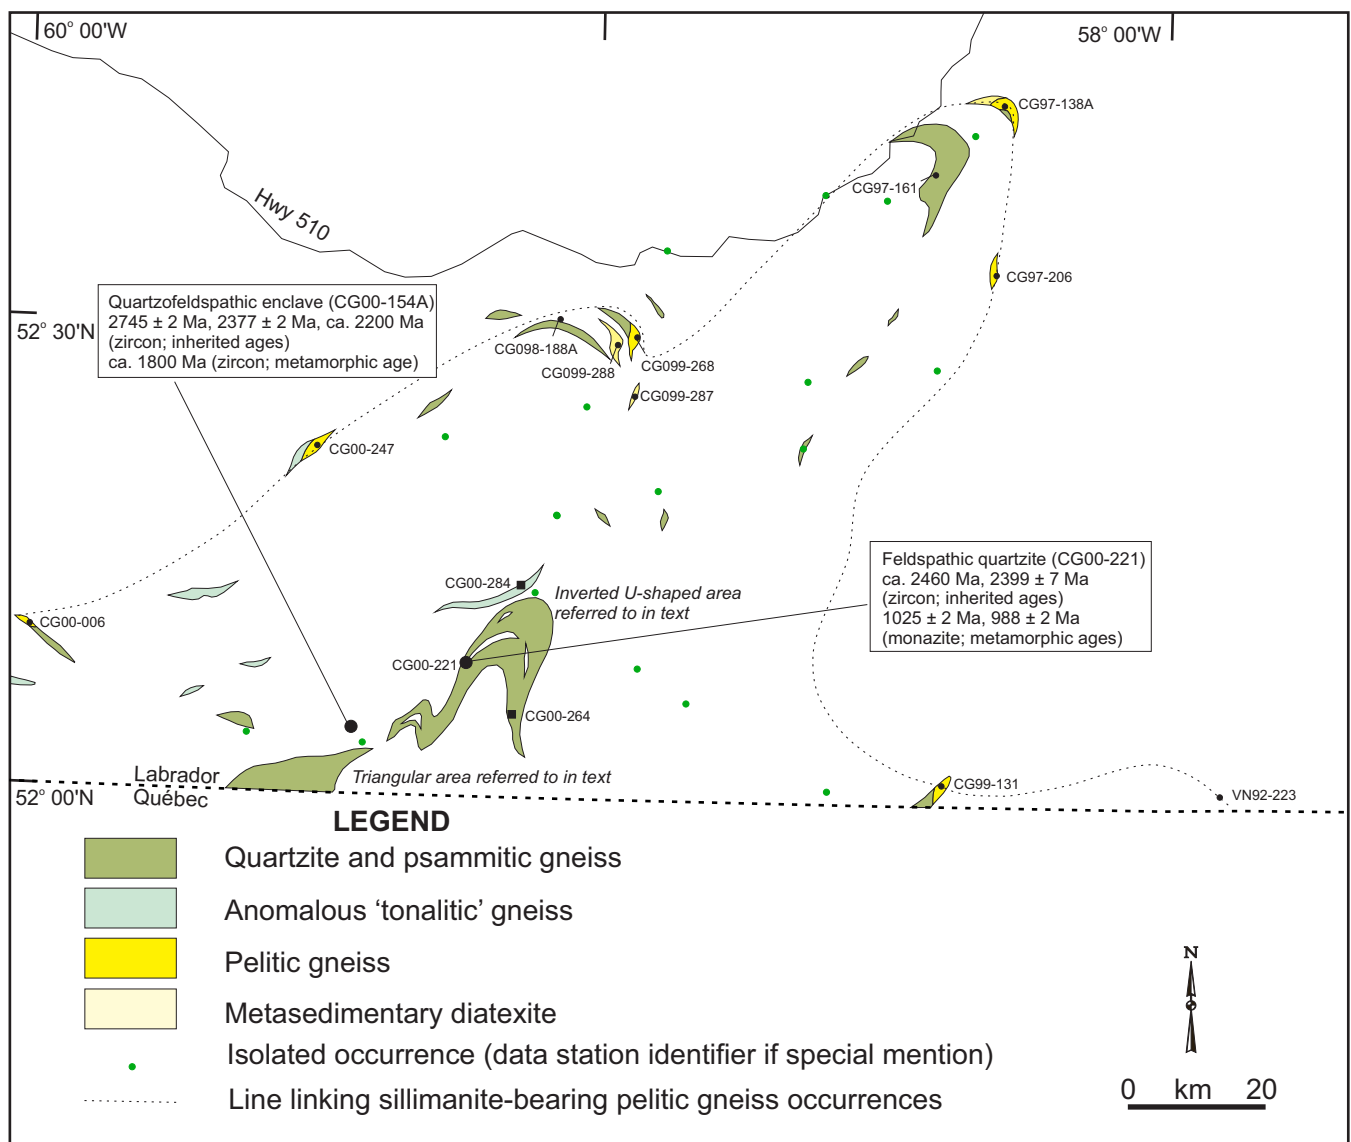 60° 00'W
58° 00'W
CG97-138A
CG97-161
Hwy 510
CG97-206
Quartzofeldspathic enclave (CG00-154A)
2745 ± 2 Ma, 2377 ± 2 Ma, ca. 2200 Ma
(zircon; inherited ages)
ca. 1800 Ma (zircon; metamorphic age)
52° 30'N
CG098-188A
CG099-288
CG099-268
CG099-287
CG00-247
Feldspathic quartzite (CG00-221)
ca. 2460 Ma, 2399 ± 7 Ma
(zircon; inherited ages)
1025 ± 2 Ma, 988 ± 2 Ma
(monazite; metamorphic ages)
CG00-284
Inverted U-shaped area
referred to in text
CG00-006
CG00-221
CG00-264
Labrador
Québec
Triangular area referred to in text
52° 00'N
CG99-131
VN92-223
LEGEND
Quartzite and psammitic gneiss
Anomalous ‘tonalitic’ gneiss
Pelitic gneiss
Metasedimentary diatexite
Isolated occurrence (data station identifier if special mention)
Line linking sillimanite-bearing pelitic gneiss occurrences
N
0 km 20